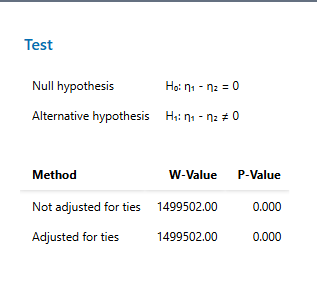 Test
Null hypothesis H₀: η₁ - η₂ = 0
Alternative hypothesis H₁: η₁ - η₂ ≠ 0
Method W-Value P-Value
Not adjusted for ties 1499502.00 0.000
Adjusted for ties 1499502.00 0.000